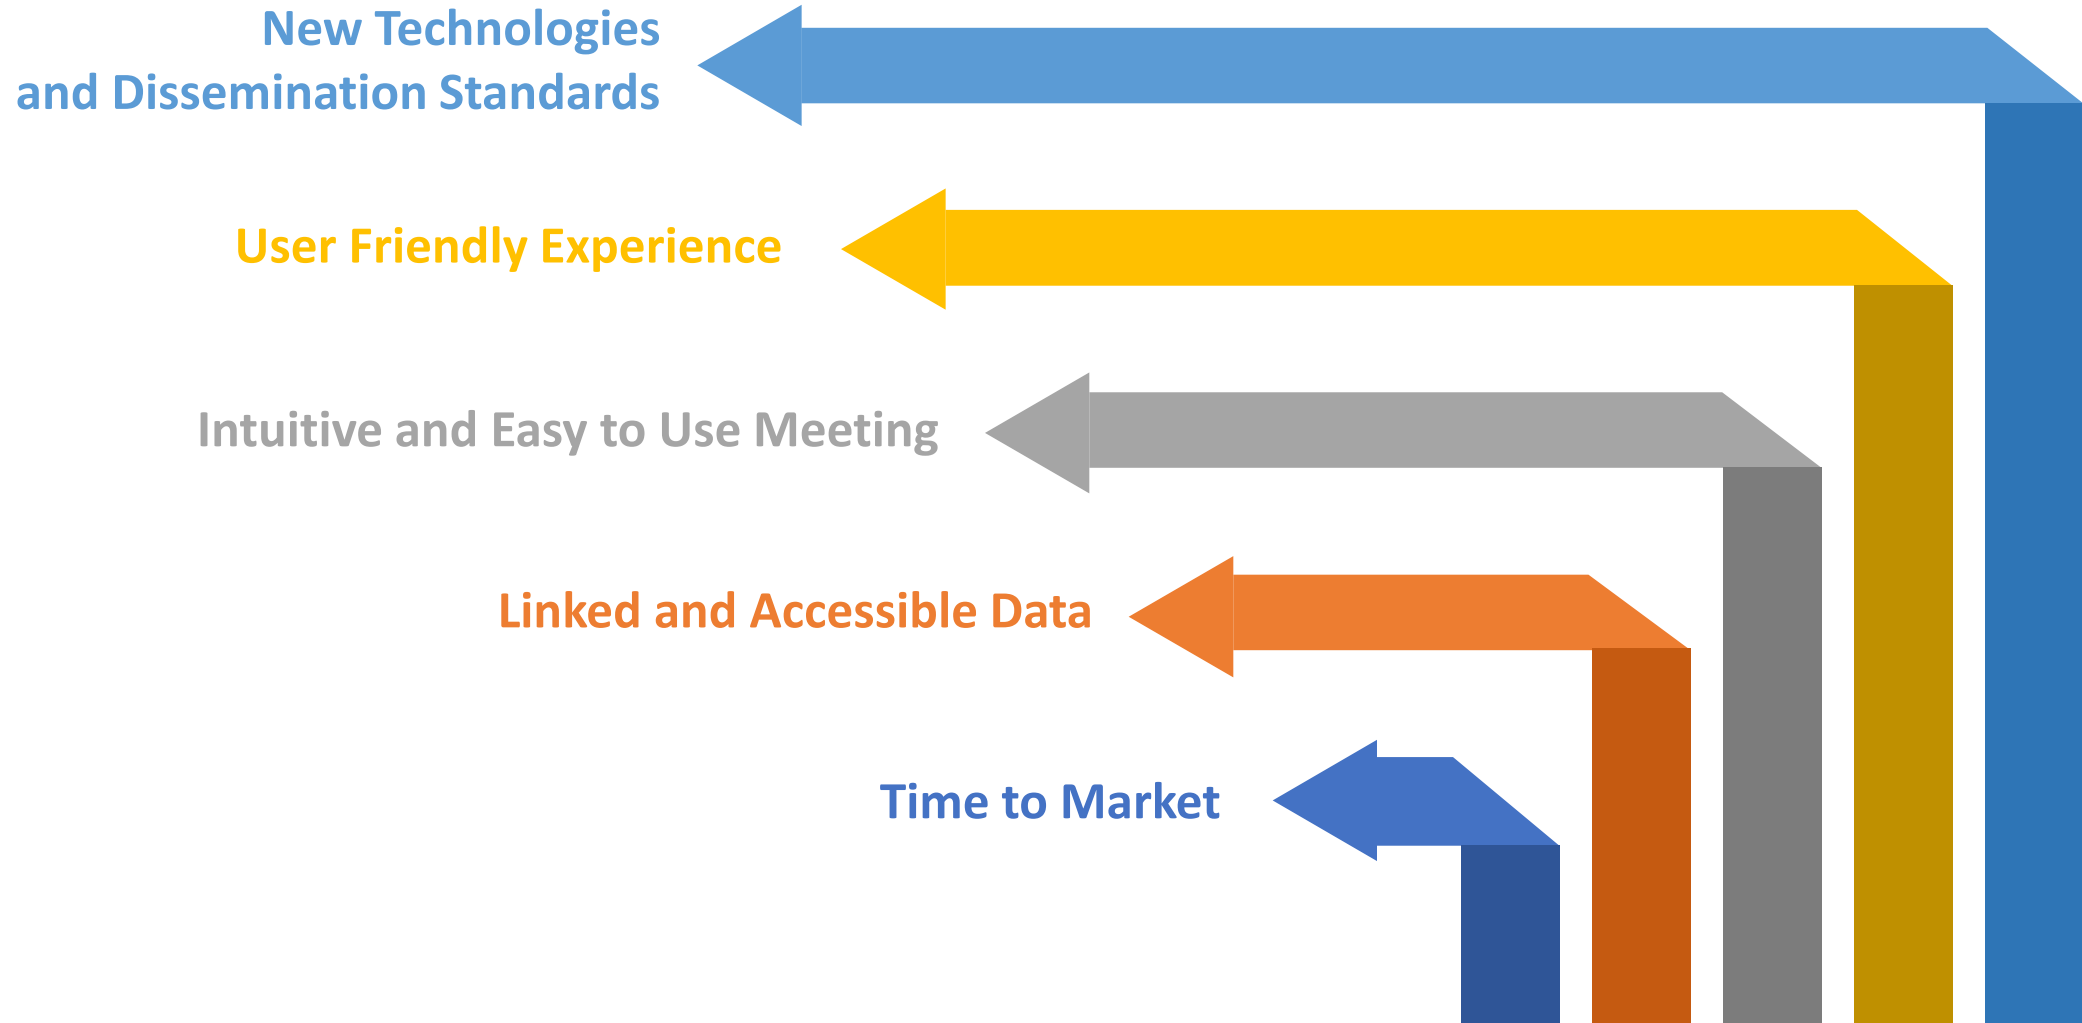 New Technologies
and Dissemination Standards
User Friendly Experience
Intuitive and Easy to Use Meeting
Linked and Accessible Data
Time to Market